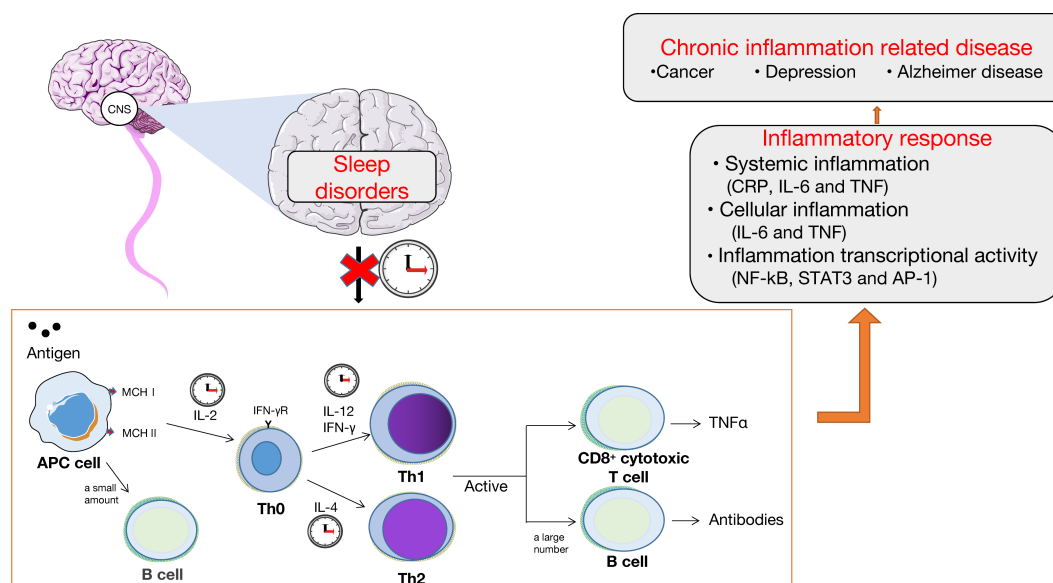 CNS
Sleep
disorders
Chronic inflammation related disease
•Cancer • Depression • Alzheimer disease
Inflammatory response
• Systemic inflammation
(CRP, IL-6 and TNF)
• Cellular inflammation
(IL-6 and TNF)
• Inflammation transcriptional activity
(NF-kB, STAT3 and AP-1)
Antigen
MCH I
MCH II
APC cell
a small
amount
B cell
IL-2
IFN-γR
Th0
IL-12
IFN-γ
IL-4
Th1
Th2
Active
a large
number
CD8+ cytotoxic
T cell
B cell
TNFα
Antibodies